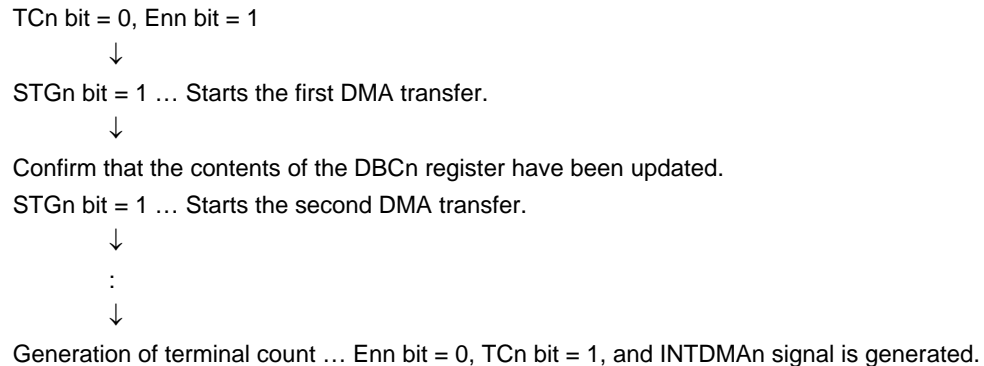 TCn bit = 0, Enn bit = 1
↓
STGn bit = 1 … Starts the first DMA transfer.
↓
Confirm that the contents of the DBCn register have been updated.
STGn bit = 1 … Starts the second DMA transfer.
↓
:
↓
Generation of terminal count … Enn bit = 0, TCn bit = 1, and INTDMAn signal is generated.